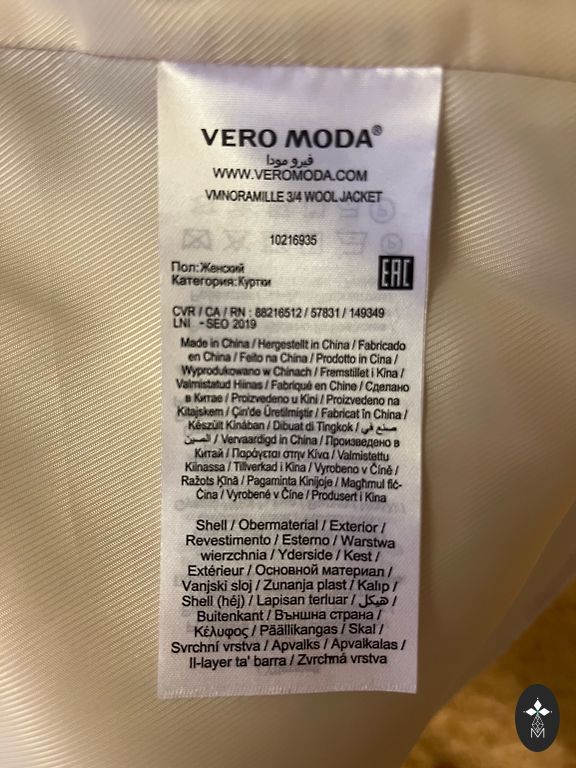 VERO MODA®
فيرو مودا
WWW.VEROMODA.COM
VMNORAMILLE 3/4 WOOL JACKET
10216935
Пол:Женский
Категория:Куртки
EAC
CVR / CA / RN : 88216512 / 57831 / 149349
LNI - SEO 2019
Made in China / Hergestellt in China / Fabricado
en China / Feito na China / Prodotto in Cina /
Wyprodukowano w Chinach / Fremstillet i Kina /
Valmistatud Hiinas / Fabriqué en Chine / Сделано
в Китае / Proizvedeno u Kini / Proizvedeno na
Kitajskem / Çin'de Üretilmiştir / Fabricat în China /
Készült Kínában / Dibuat di Tingkok / صنع في
الصين / Vervaardigd in China / Произведено в
Китай / Παράγεται στην Κίνα / Valmistettu
Kiinassa / Tillverkad i Kina / Vyrobeno v Číně /
Ražots Ķīnā / Pagaminta Kinijoje / Magħmul fiċ-
Ċina / Vyrobené v Číne / Produsert i Kina
Shell / Obermaterial / Exterior /
Revestimento / Esterno / Warstwa
wierzchnia / Yderside / Kest /
Extérieur / Основной материал /
Vanjski sloj / Zunanja plast / Kalıp /
Shell (héj) / Lapisan terluar / هيكل /
Buitenkant / Външна страна /
Κέλυφος / Päällikangas / Skal /
Svrchní vrstva / Apvalks / Apvalkalas /
Il-layer ta' barra / Zvrchná vrstva
M